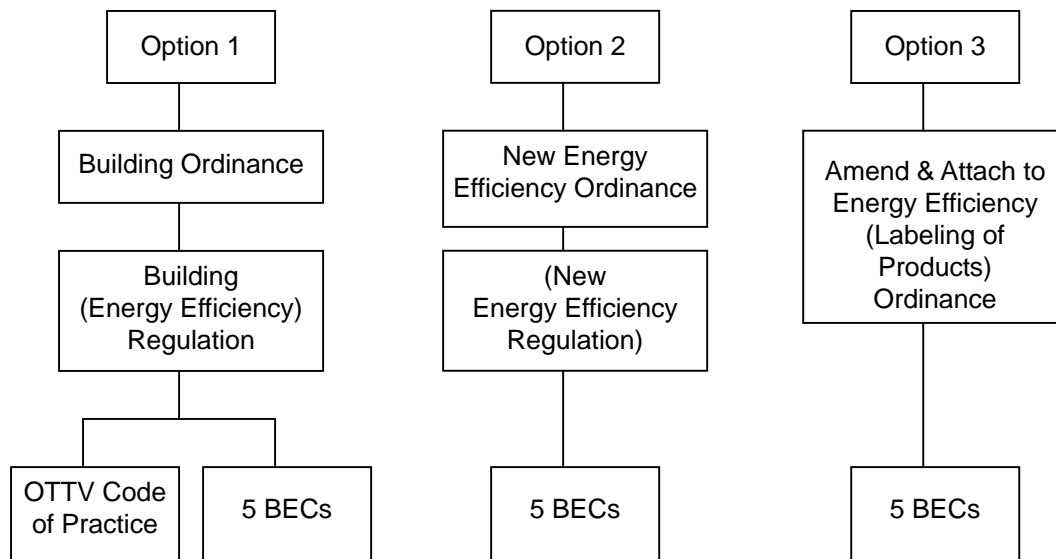 Option 1
Building Ordinance
Building
(Energy Efficiency)
Regulation
OTTV Code
of Practice
5 BECs
Option 2
New Energy
Efficiency Ordinance
(New
Energy Efficiency
Regulation)
5 BECs
Option 3
Amend & Attach to
Energy Efficiency
(Labeling of
Products)
Ordinance
5 BECs